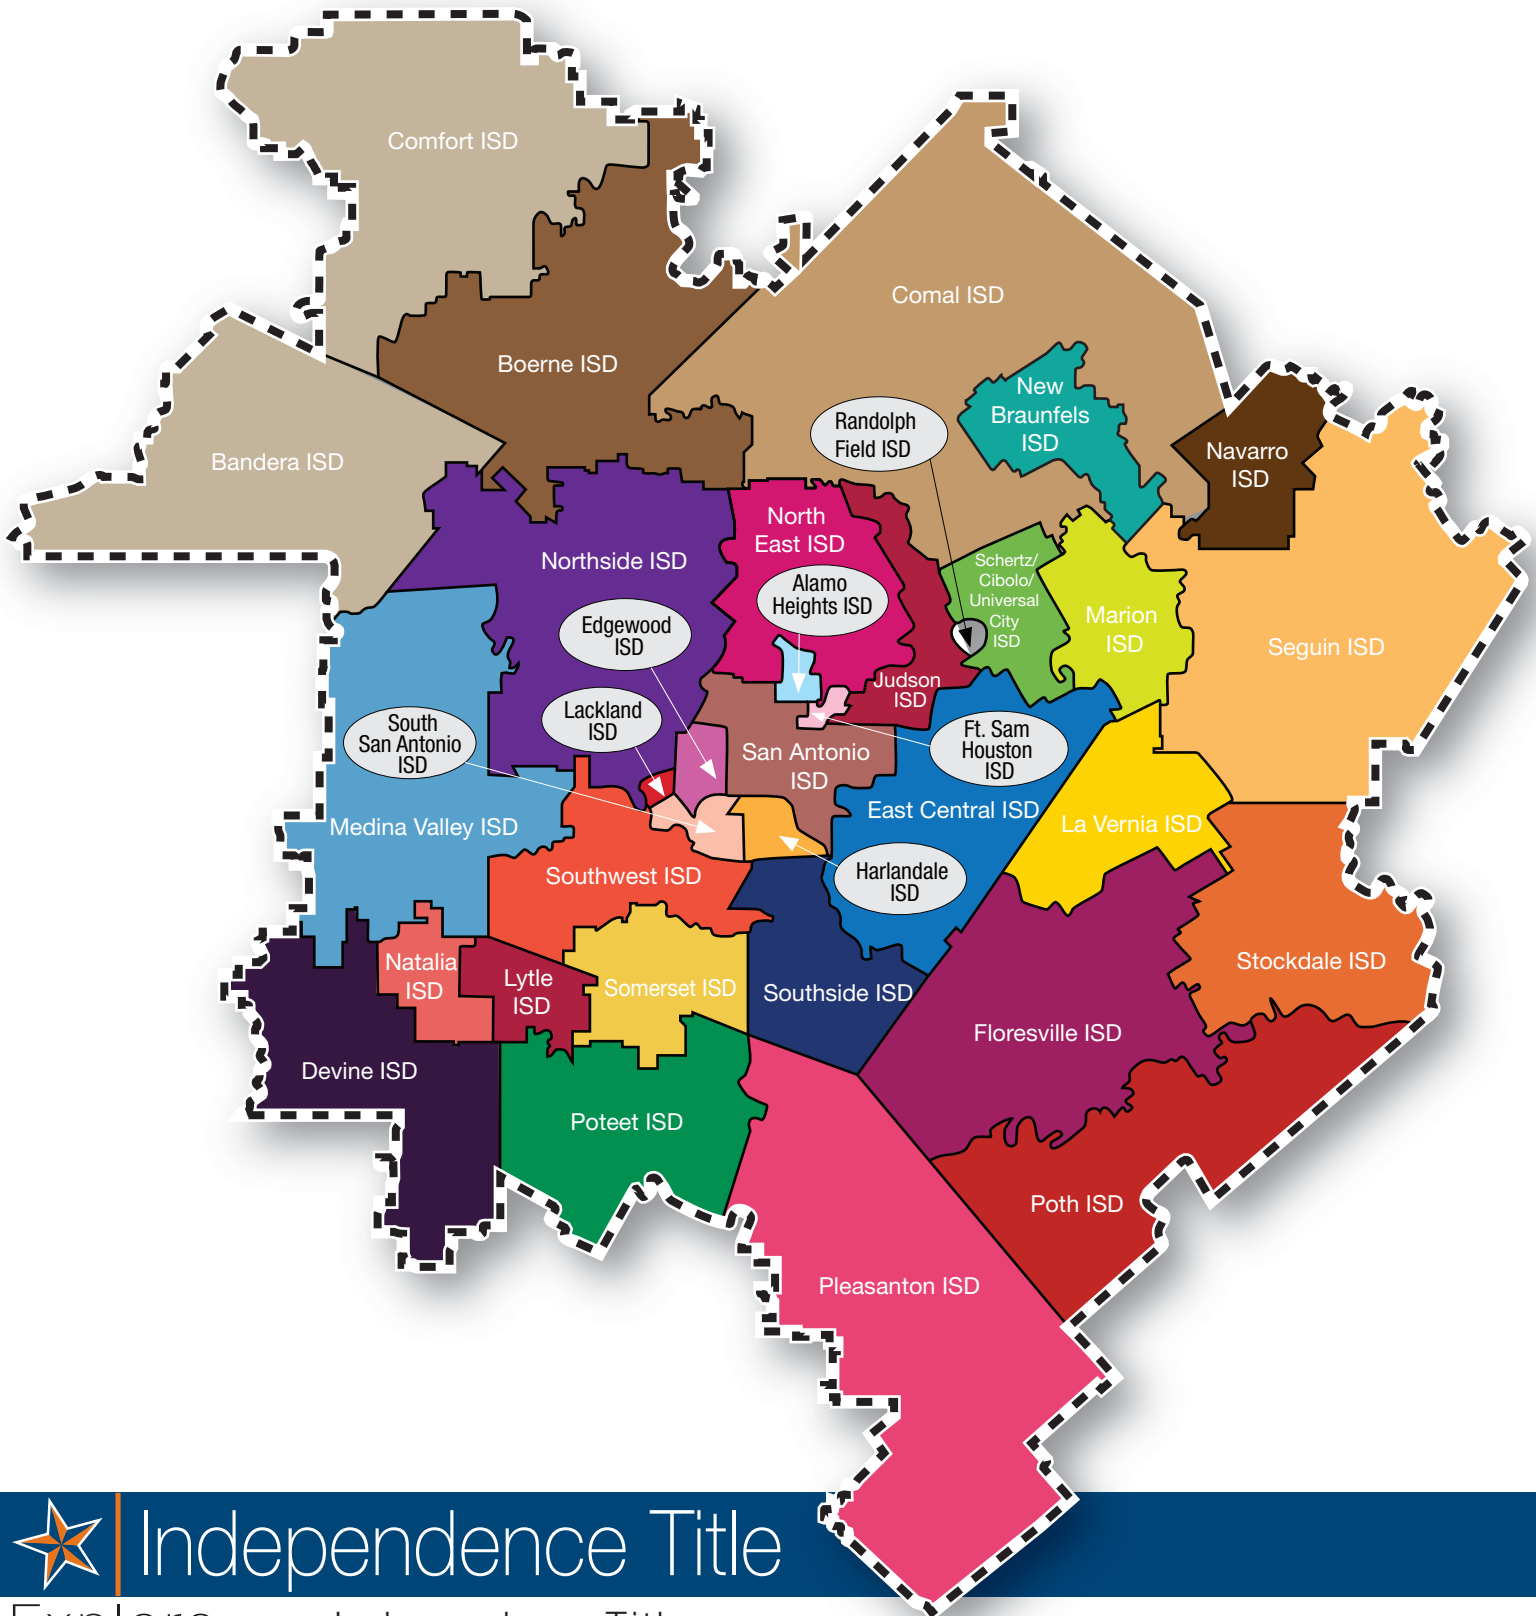 Comfort ISD
Comal ISD
Boerne ISD
New
Braunfels
ISD
Randolph
Field ISD
Navarro
ISD
Bandera ISD
North
East ISD
Northside ISD
Schertz/
Cibolo/
Universal
City
ISD
Alamo
Heights ISD
Marion
ISD
Edgewood
ISD
Seguin ISD
Judson
ISD
Lackland
ISD
South
San Antonio
ISD
Ft. Sam
Houston
ISD
San Antonio
ISD
East Central ISD
La Vernia ISD
Medina Valley ISD
Southwest ISD
Harlandale
ISD
Natalia
ISD
Lytle
ISD
Somerset ISD
Southside ISD
Stockdale ISD
Floresville ISD
Devine ISD
Poteet ISD
Poth ISD
Pleasanton ISD
Independence Title